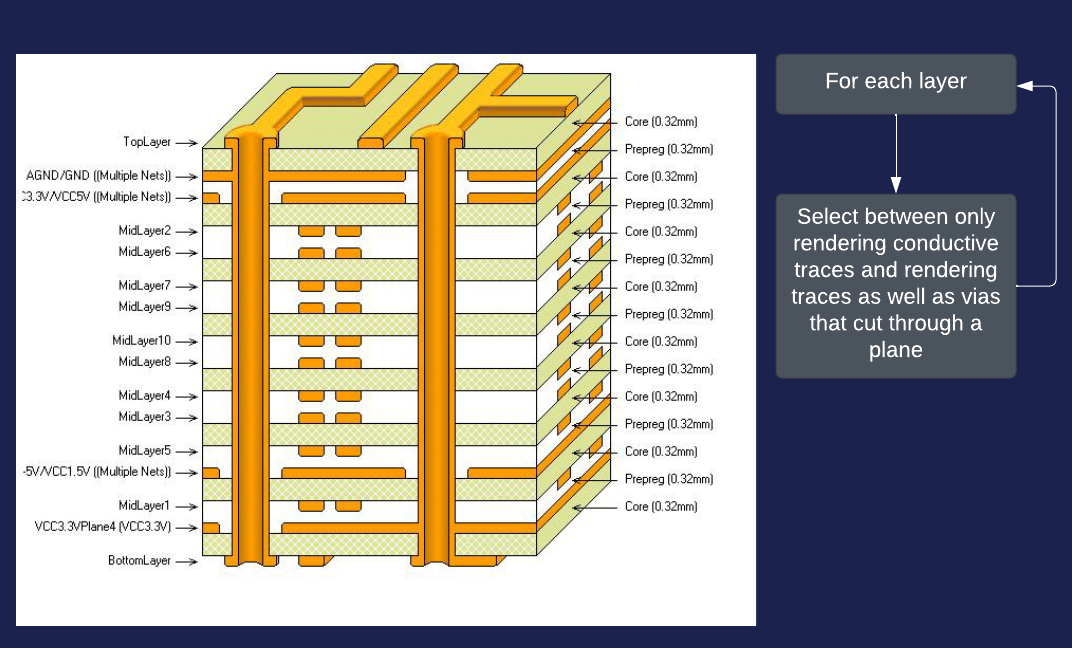 TopLayer
AGND/GND ((Multiple Nets))
C3.3V/VCC5V ((Multiple Nets))
MidLayer2
MidLayer6
MidLayer7
MidLayer9
MidLayer10
MidLayer8
MidLayer4
MidLayer3
MidLayer5
-5V/VCC1.5V ((Multiple Nets))
MidLayer1
VCC3.3VPlane4 (VCC3.3V)
BottomLayer
Core (0.32mm)
Prepreg (0.32mm)
Core (0.32mm)
Prepreg (0.32mm)
Core (0.32mm)
Prepreg (0.32mm)
Core (0.32mm)
Prepreg (0.32mm)
Core (0.32mm)
Prepreg (0.32mm)
Core (0.32mm)
Prepreg (0.32mm)
Core (0.32mm)
Prepreg (0.32mm)
Core (0.32mm)
For each layer
Select between only
rendering conductive
traces and rendering
traces as well as vias
that cut through a
plane